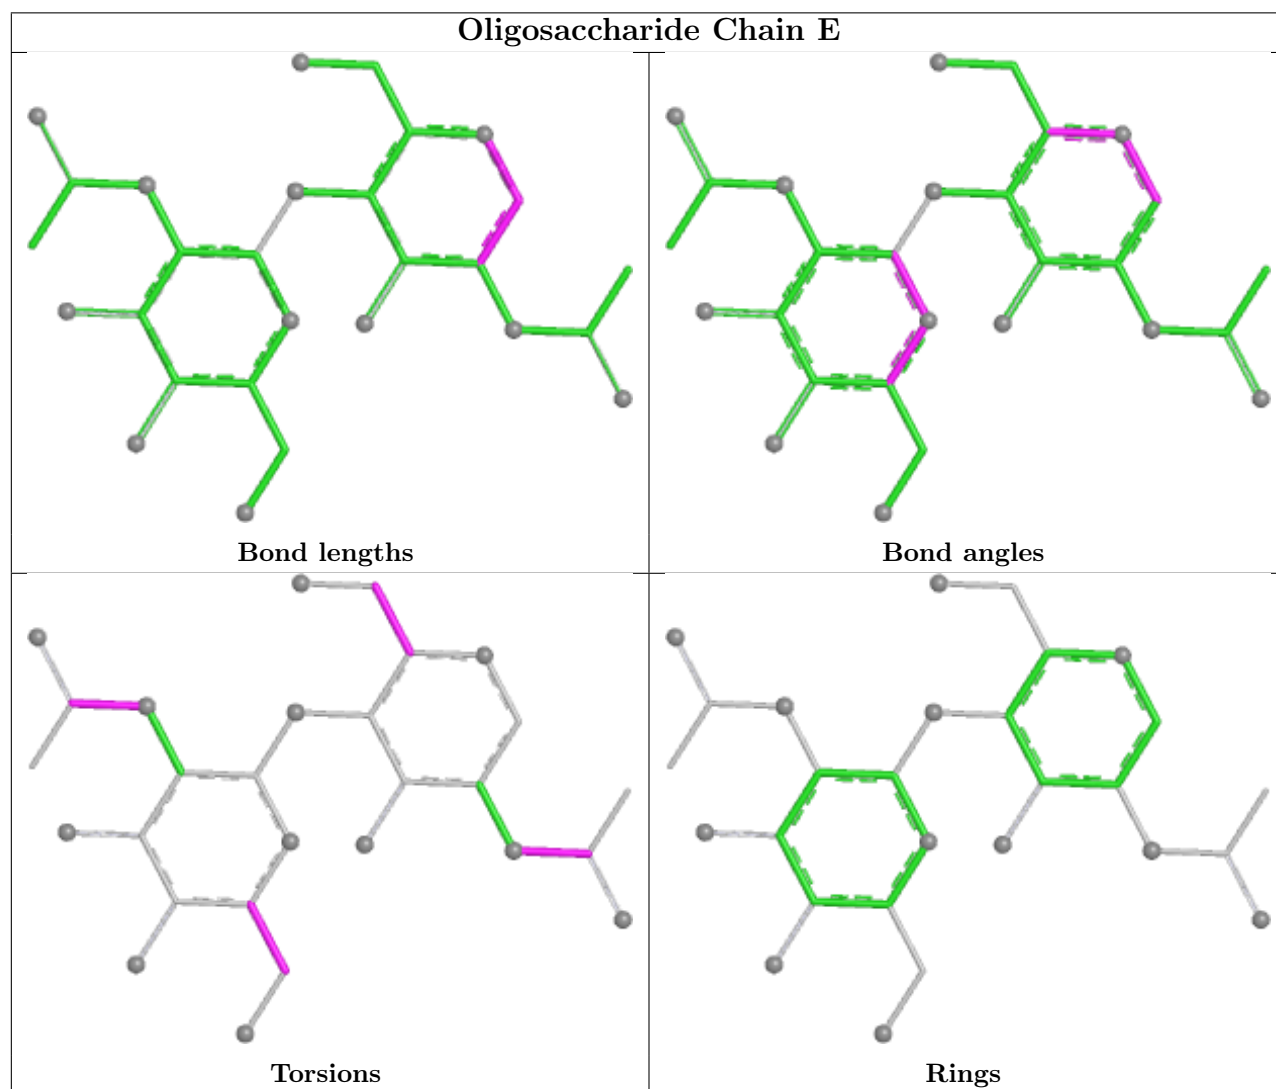 Oligosaccharide Chain E
Bond lengths
Bond angles
Torsions
Rings